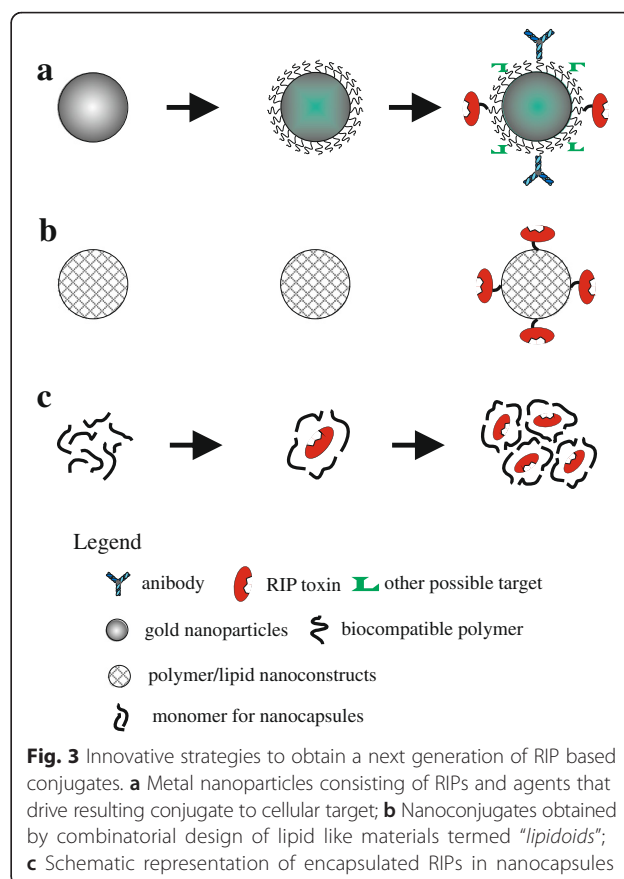 a
b
c
Legend
anibody RIP toxin other possible target
gold nanoparticles biocompatible polymer
polymer/lipid nanoconstructs
monomer for nanocapsules
Fig. 3 Innovative strategies to obtain a next generation of RIP based
conjugates. a Metal nanoparticles consisting of RIPs and agents that
drive resulting conjugate to cellular target; b Nanoconjugates obtained
by combinatorial design of lipid like materials termed "lipidoids";
c Schematic representation of encapsulated RIPs in nanocapsules